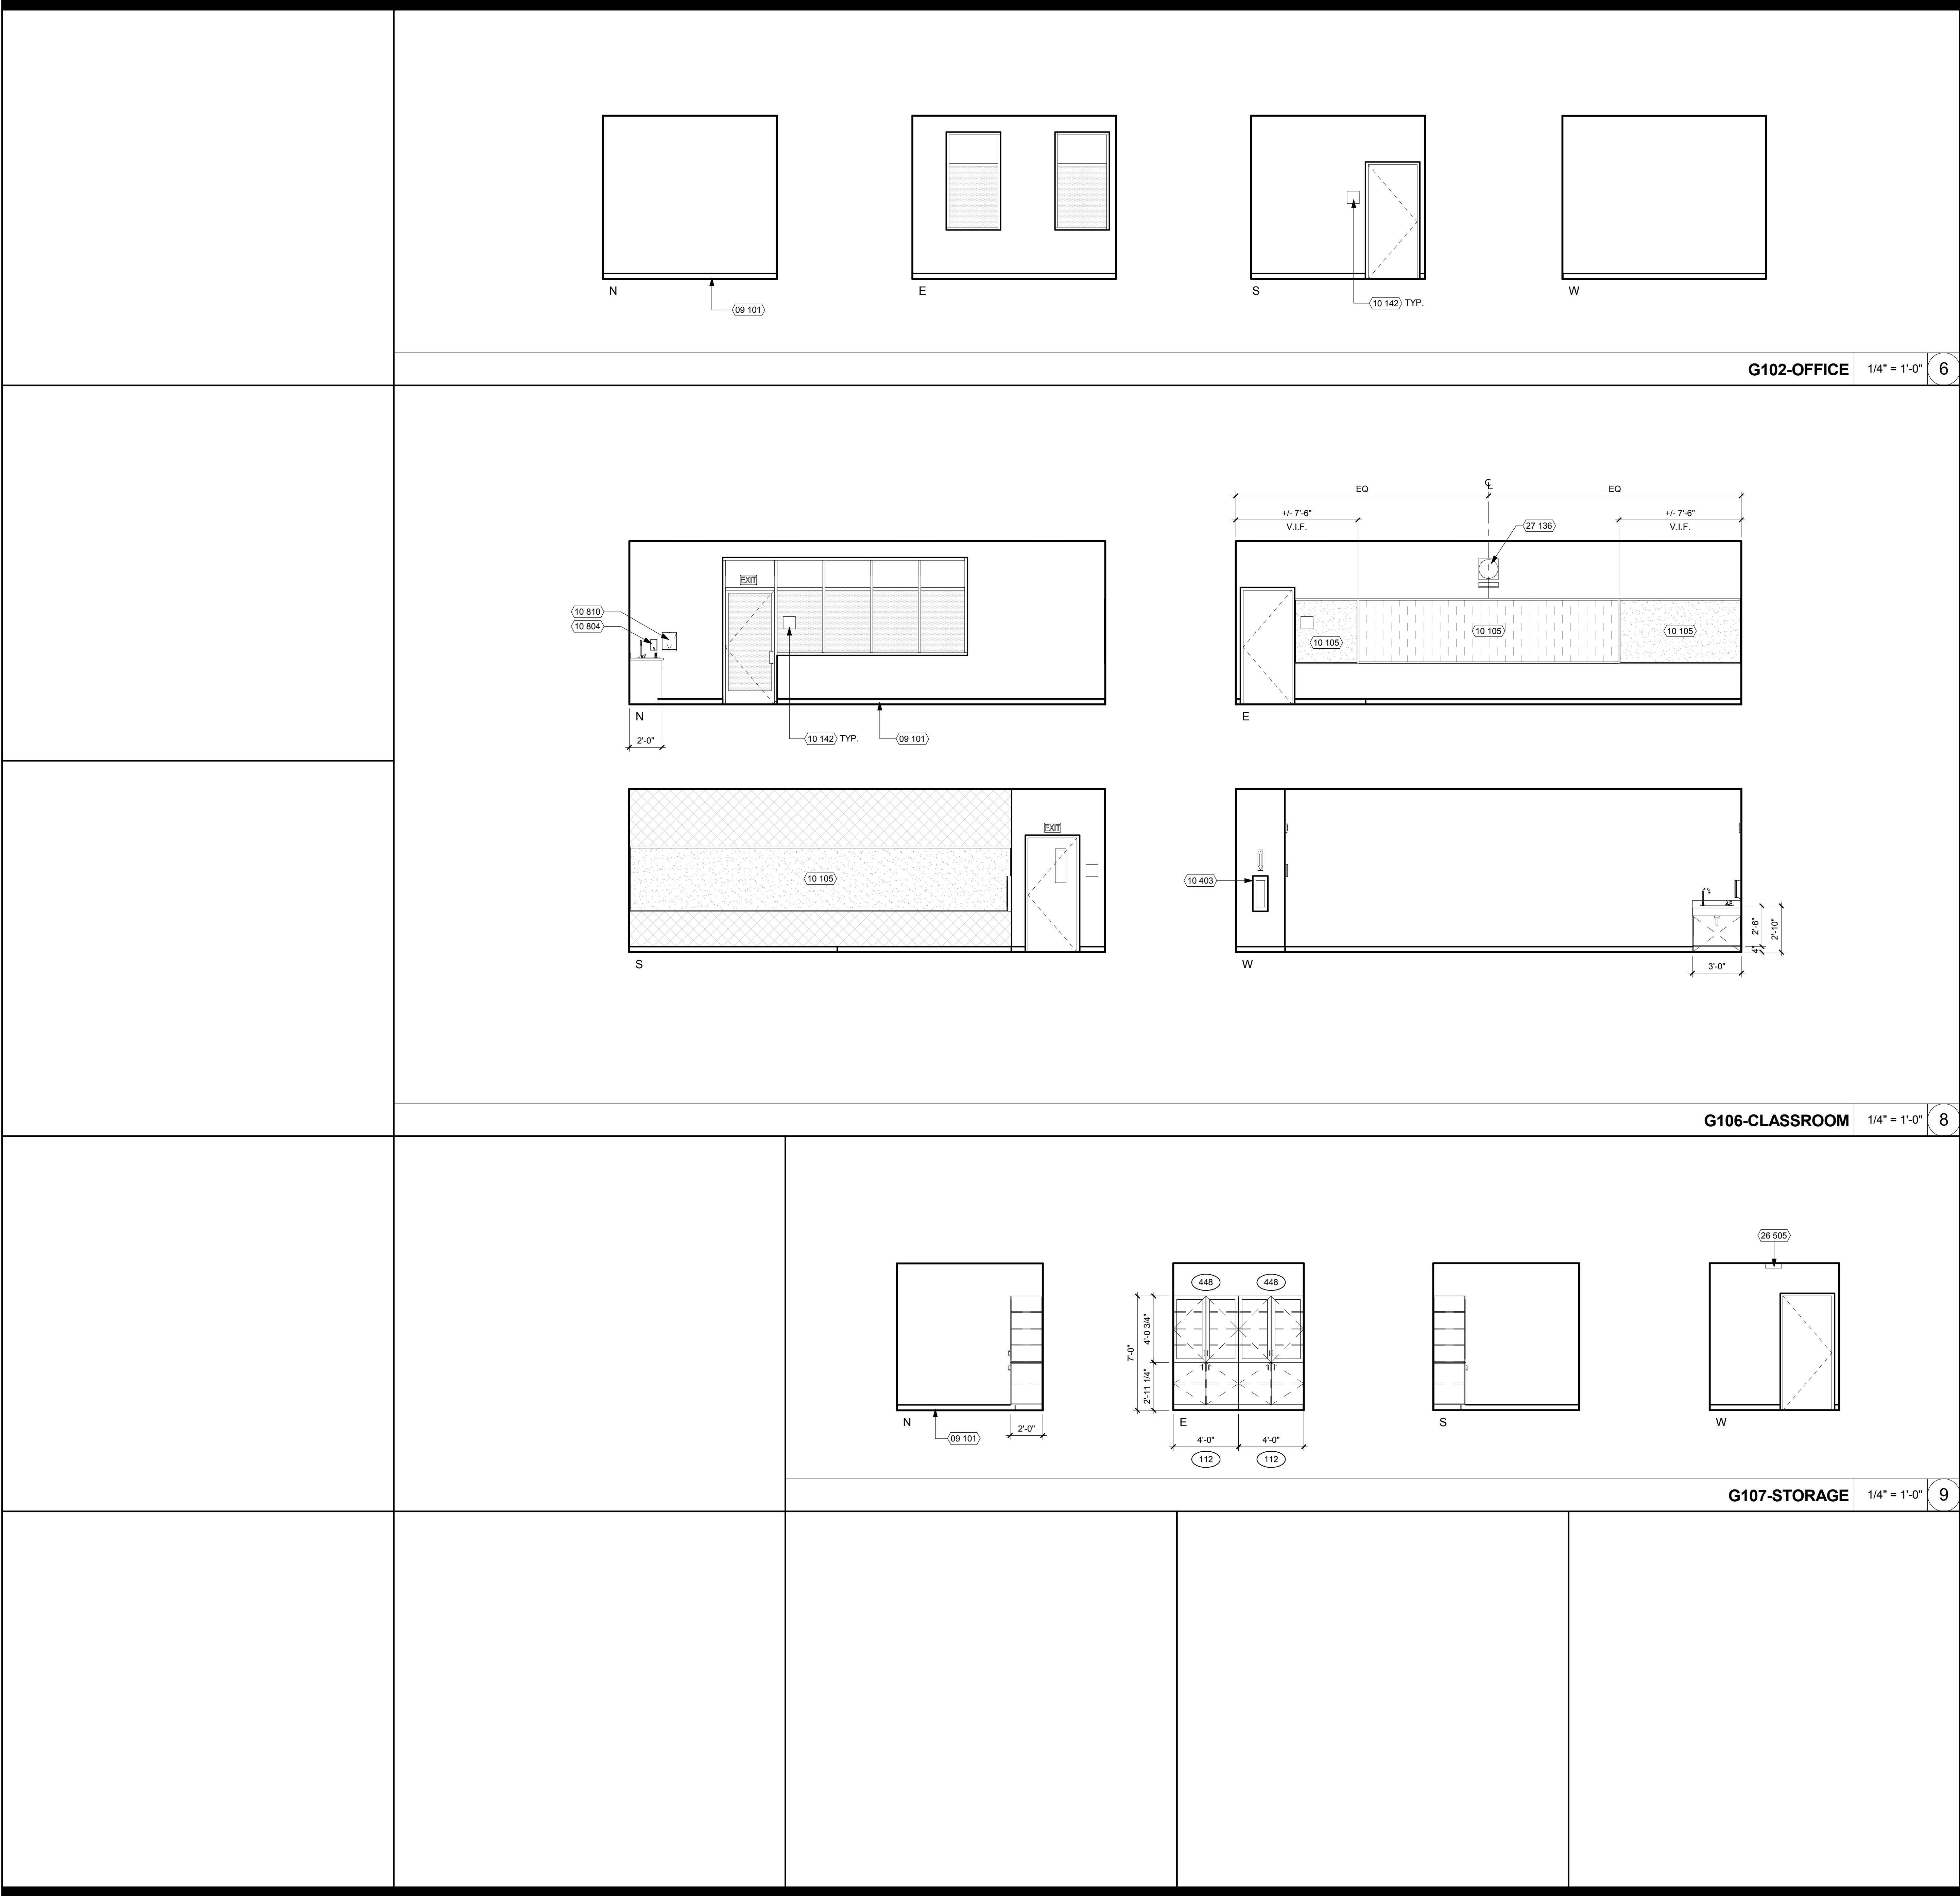 N
E
S
W
09 101
10 142 TYP.
G102-OFFICE 1/4" = 1'-0" 6
EQ ℄ EQ
+/- 7'-6"
V.I.F.
+/- 7'-6"
V.I.F.
27 136
EXIT
10 810
10 804
10 105
10 105
10 105
N
E
2'-0"
10 142 TYP.
09 101
EXIT
10 105
10 403
2'-6"
4"
2'-10"
S
W
3'-0"
G106-CLASSROOM 1/4" = 1'-0" 8
26 505
448
448
4'-0 3/4"
7'-0"
2'-11 1/4"
N
E
S
W
09 101
2'-0"
4'-0"
4'-0"
112
112
G107-STORAGE 1/4" = 1'-0" 9